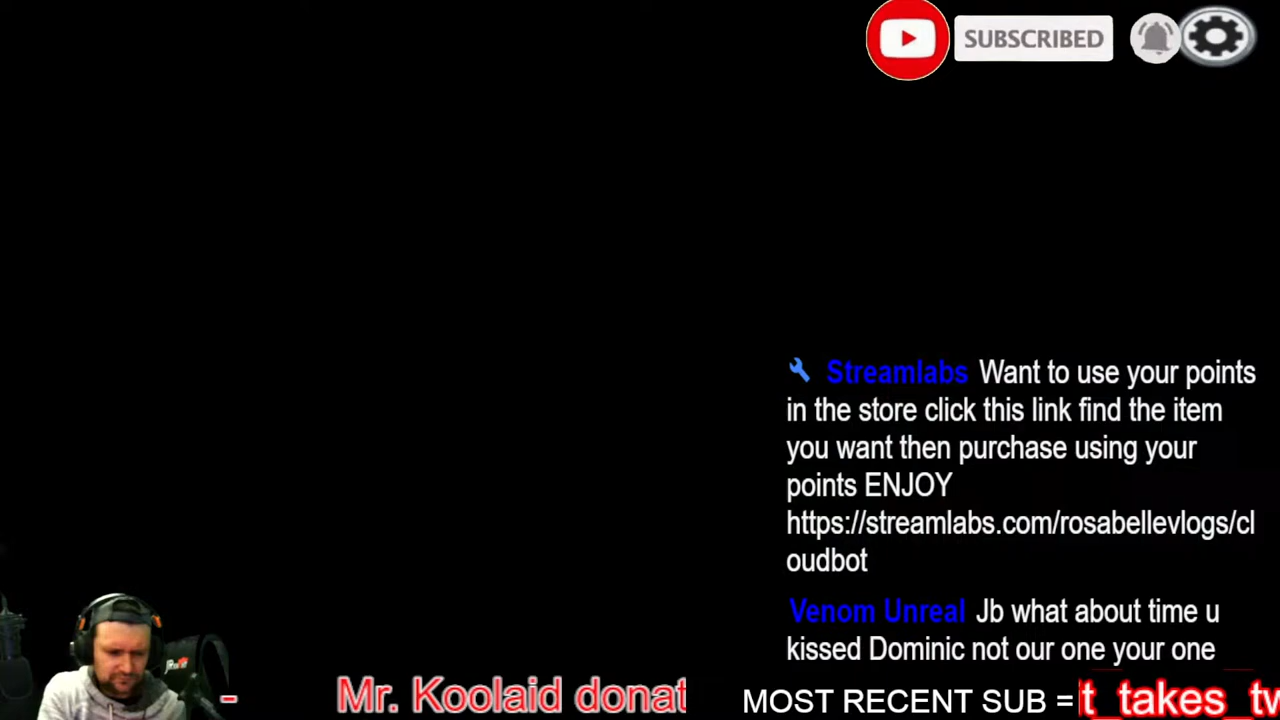 SUBSCRIBED
Streamlabs Want to use your points
in the store click this link find the item
you want then purchase using your
points ENJOY
https://streamlabs.com/rosabellevlogs/cl
oudbot
Venom Unreal Jb what about time u
kissed Dominic not our one your one
- Mr. Koolaid donat
MOST RECENT SUB = t_takes_tw